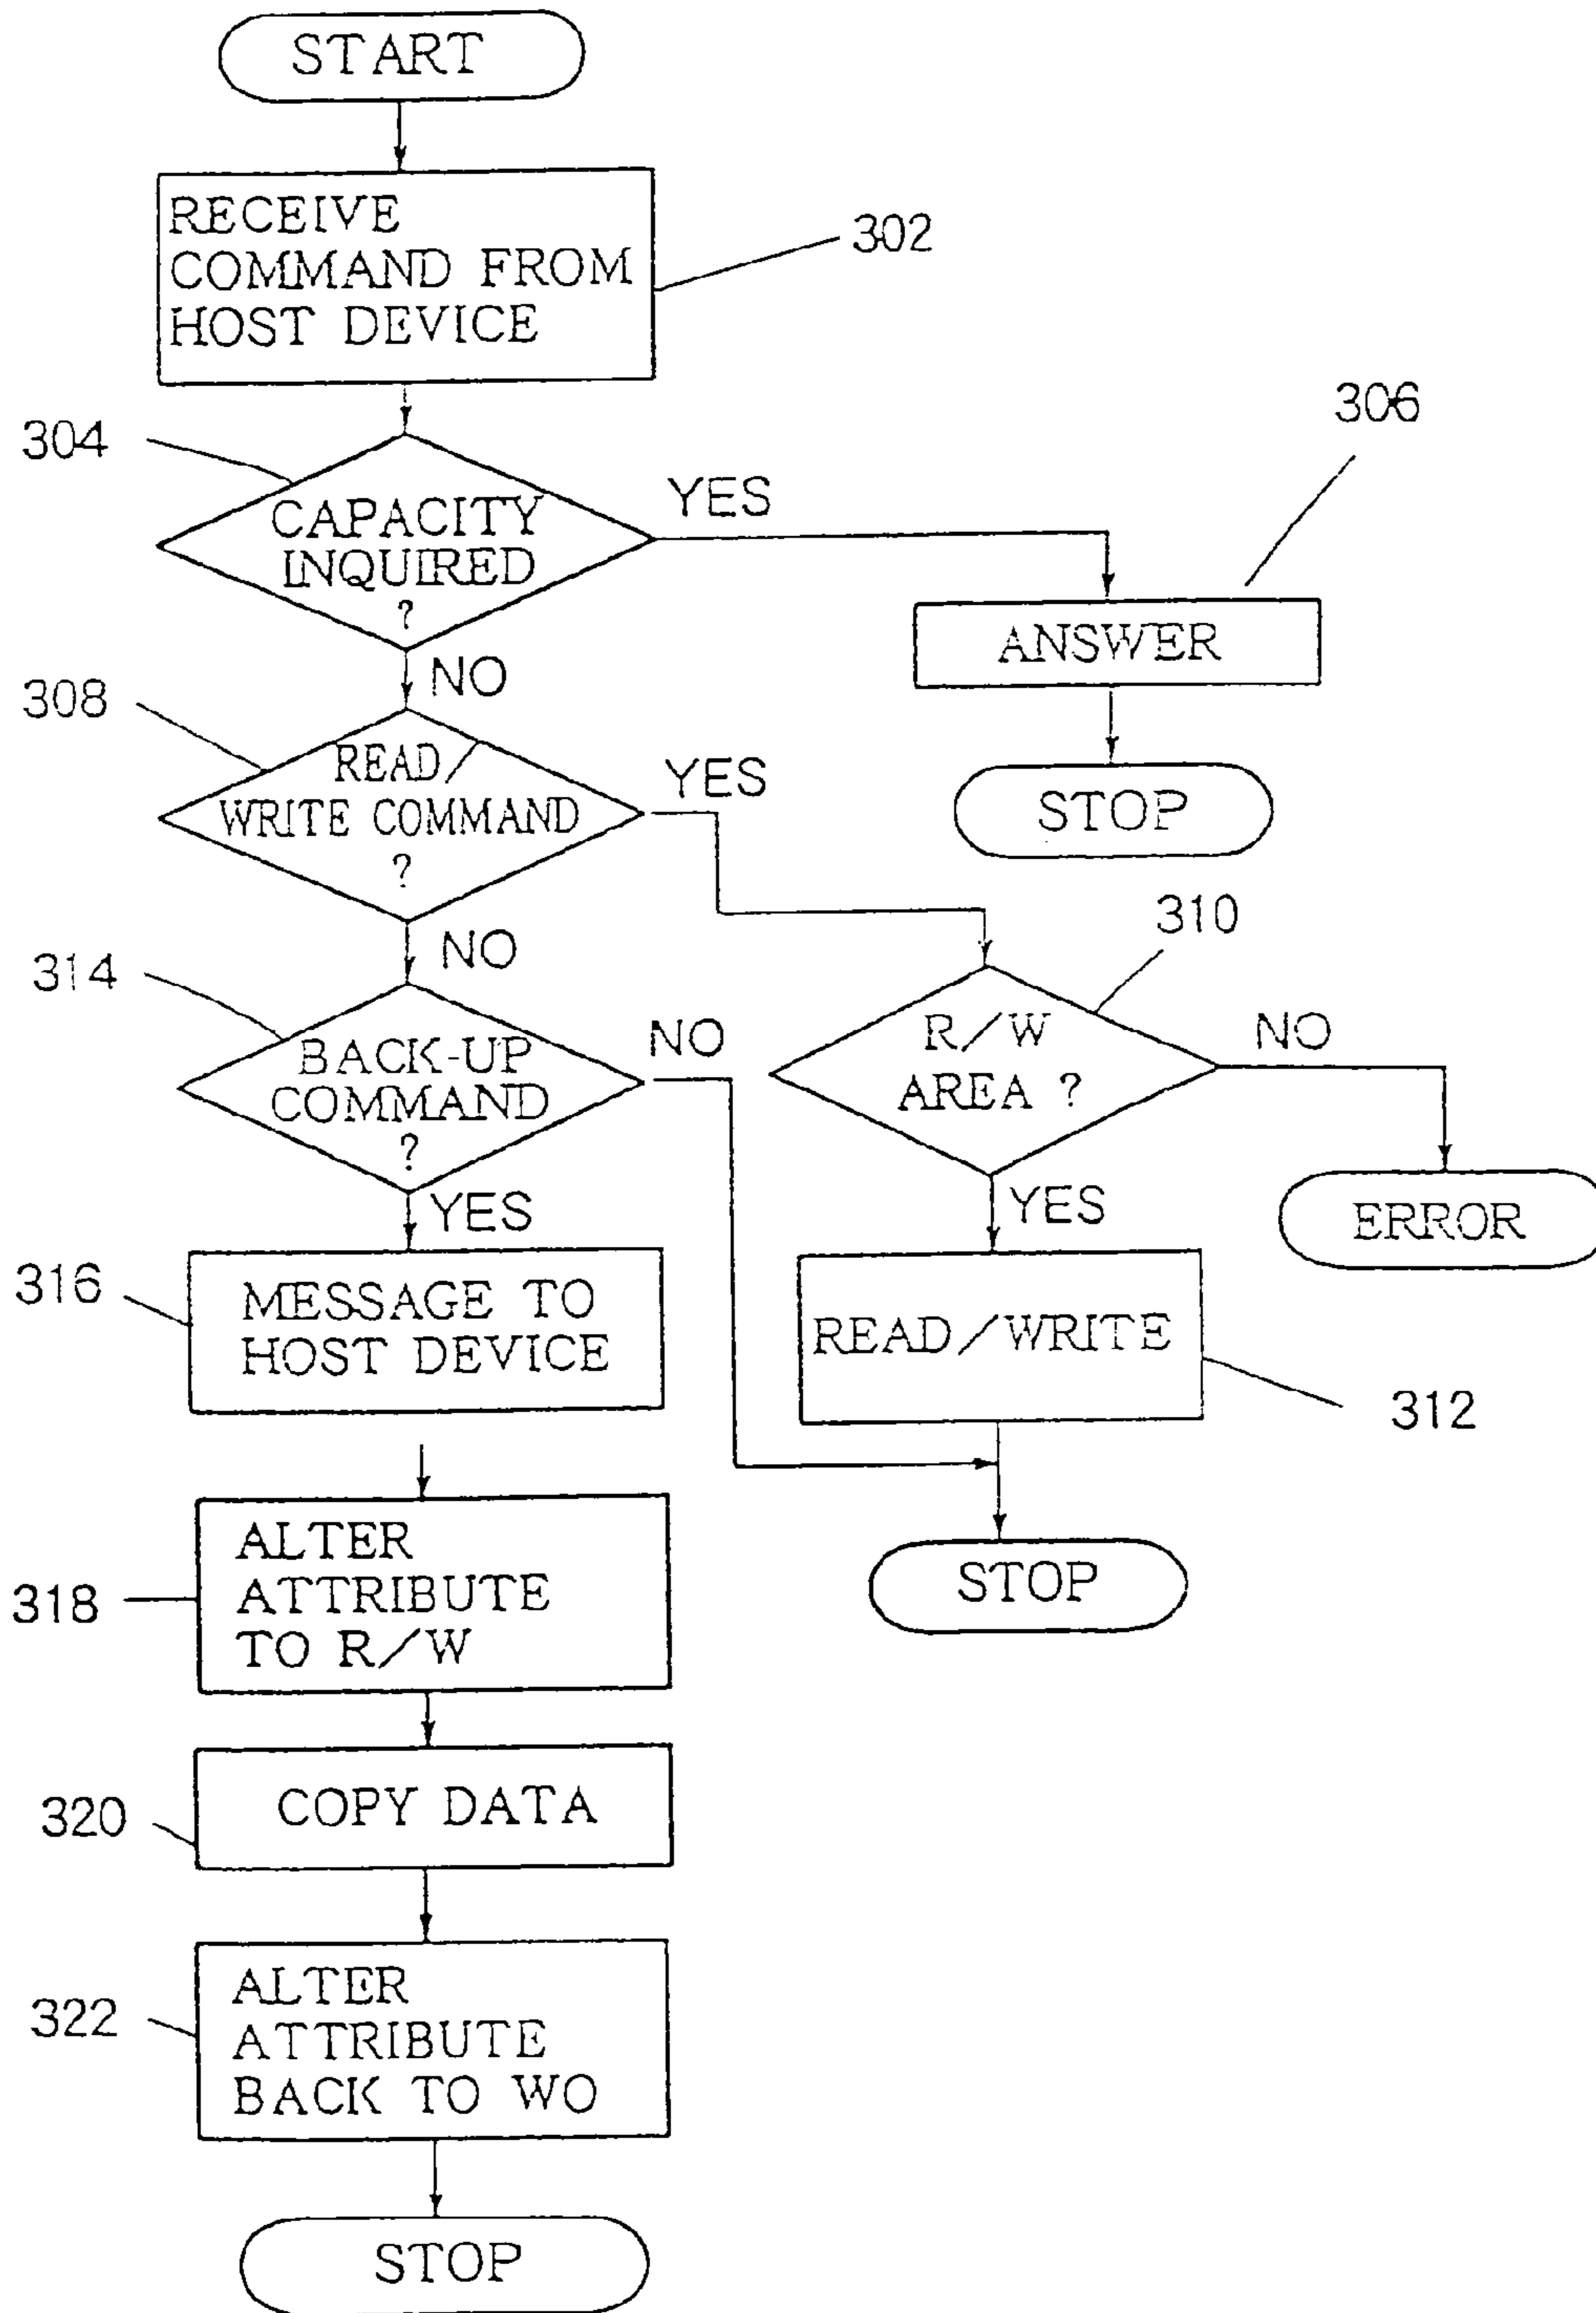 START
RECEIVE
COMMAND FROM
HOST DEVICE
302
304
CAPACITY
INQUIRED
?
YES
306
ANSWER
NO
STOP
308
READ/
WRITE COMMAND
?
YES
310
NO
314
BACK-UP
COMMAND
?
NO
R/W
AREA ?
NO
ERROR
YES
YES
316
MESSAGE TO
HOST DEVICE
READ/WRITE
312
318
ALTER
ATTRIBUTE
TO R/W
STOP
320
COPY DATA
322
ALTER
ATTRIBUTE
BACK TO WO
STOP